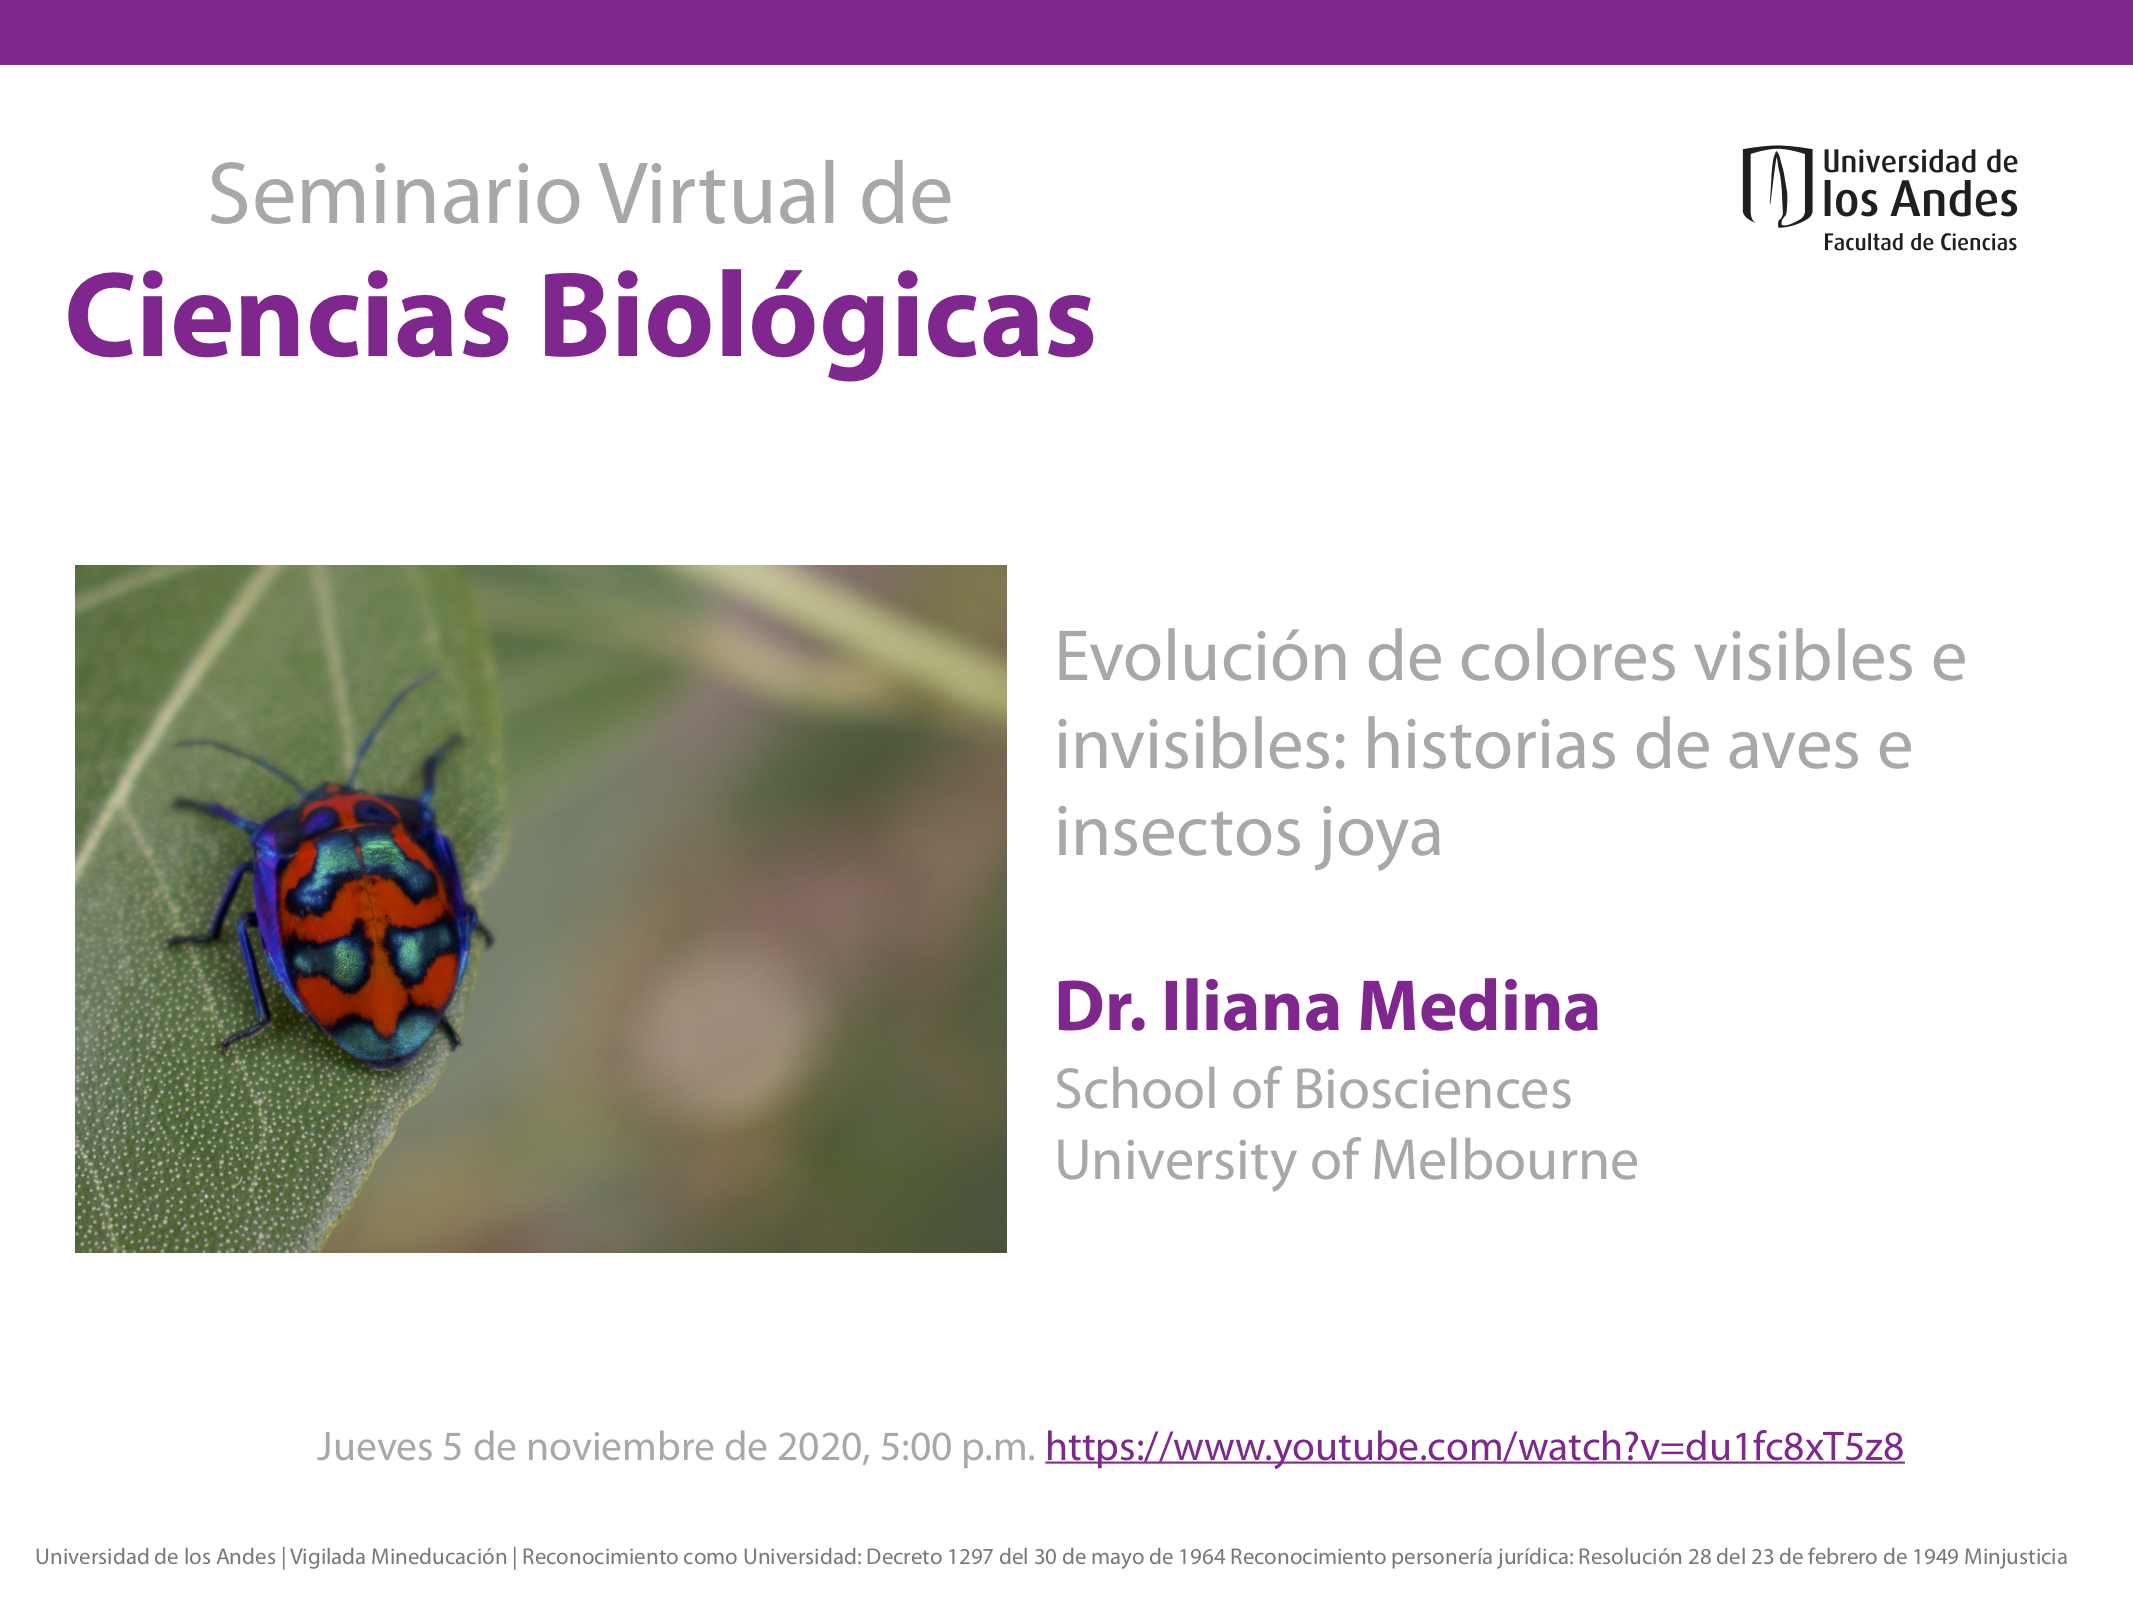 Seminario Virtual de
Ciencias Biológicas
Universidad de
los Andes
Facultad de Ciencias
Evolución de colores visibles e
invisibles: historias de aves e
insectos joya
Dr. Iliana Medina
School of Biosciences
University of Melbourne
Jueves 5 de noviembre de 2020, 5:00 p.m. https://www.youtube.com/watch?v=du1fc8xT5z8
Universidad de los Andes | Vigilada Mineducación | Reconocimiento como Universidad: Decreto 1297 del 30 de mayo de 1964 Reconocimiento personería jurídica: Resolución 28 del 23 de febrero de 1949 Minjusticia